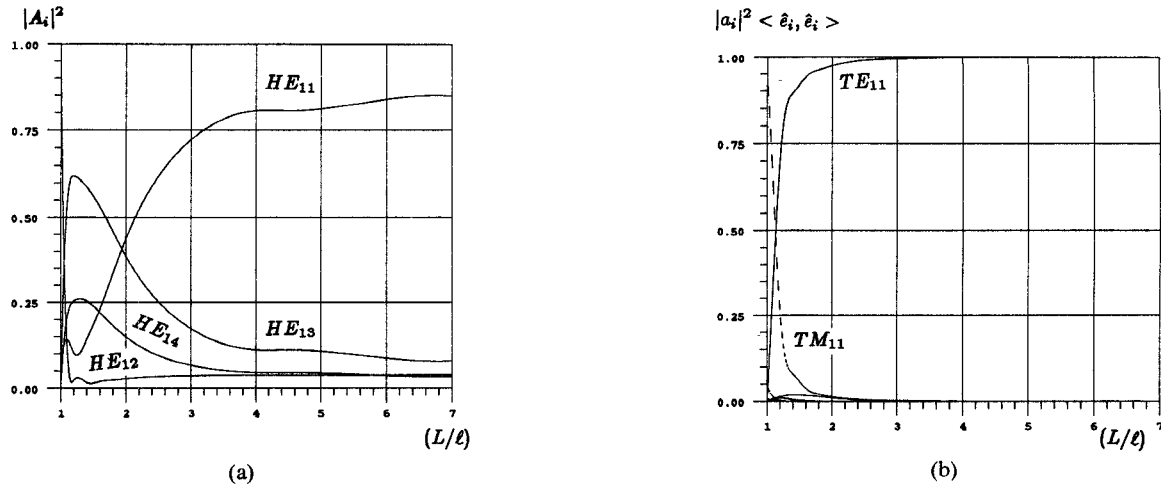 |A_i|^2
1.00
0.75
0.50
0.25
0.00
HE_11
HE_14
HE_13
HE_12
1 2 3 4 5 6 7
(L/ℓ)
(a)
|a_i|^2 < ê_i, ê_i >
1.00
0.75
0.50
0.25
0.00
TE_11
TM_11
1 2 3 4 5 6 7
(L/ℓ)
(b)